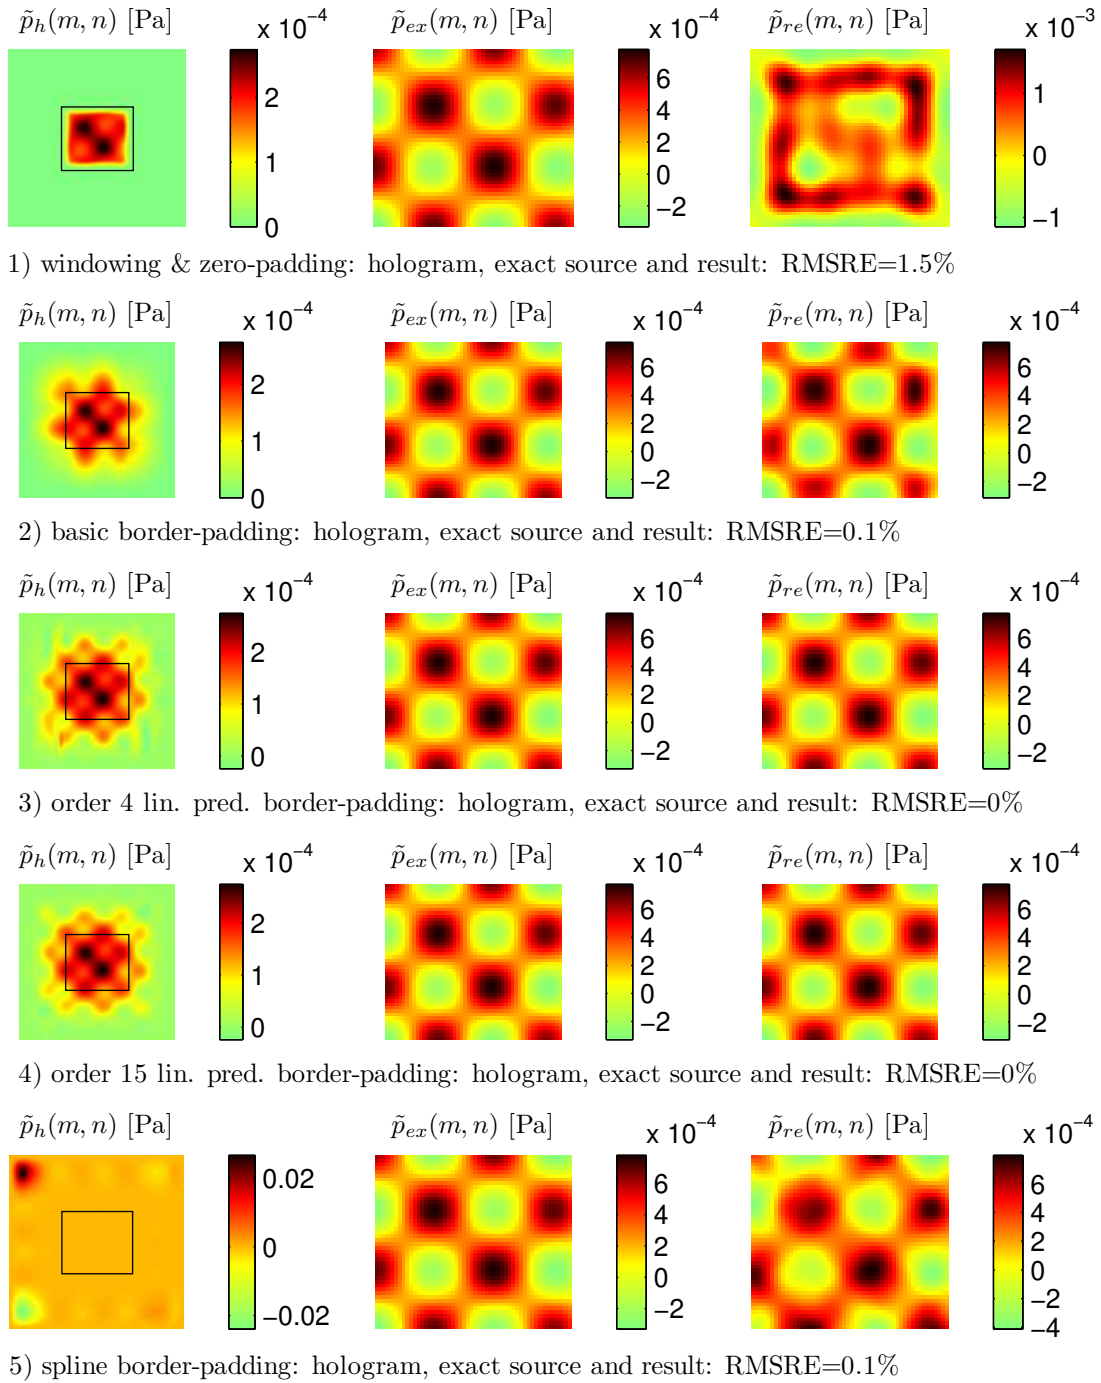 p̃h(m, n) [Pa] x 10−4 p̃ex(m, n) [Pa] x 10−4 p̃re(m, n) [Pa] x 10−3
2 1 0
6 4 2 0 −2
1 0 −1
1) windowing & zero-padding: hologram, exact source and result: RMSRE=1.5%
p̃h(m, n) [Pa] x 10−4 p̃ex(m, n) [Pa] x 10−4 p̃re(m, n) [Pa] x 10−4
2 1 0
6 4 2 0 −2
6 4 2 0 −2
2) basic border-padding: hologram, exact source and result: RMSRE=0.1%
p̃h(m, n) [Pa] x 10−4 p̃ex(m, n) [Pa] x 10−4 p̃re(m, n) [Pa] x 10−4
2 1 0
6 4 2 0 −2
6 4 2 0 −2
3) order 4 lin. pred. border-padding: hologram, exact source and result: RMSRE=0%
p̃h(m, n) [Pa] x 10−4 p̃ex(m, n) [Pa] x 10−4 p̃re(m, n) [Pa] x 10−4
2 1 0
6 4 2 0 −2
6 4 2 0 −2
4) order 15 lin. pred. border-padding: hologram, exact source and result: RMSRE=0%
p̃h(m, n) [Pa] p̃ex(m, n) [Pa] x 10−4 p̃re(m, n) [Pa] x 10−4
0.02 0 −0.02
6 4 2 0 −2
6 4 2 0 −2 −4
5) spline border-padding: hologram, exact source and result: RMSRE=0.1%